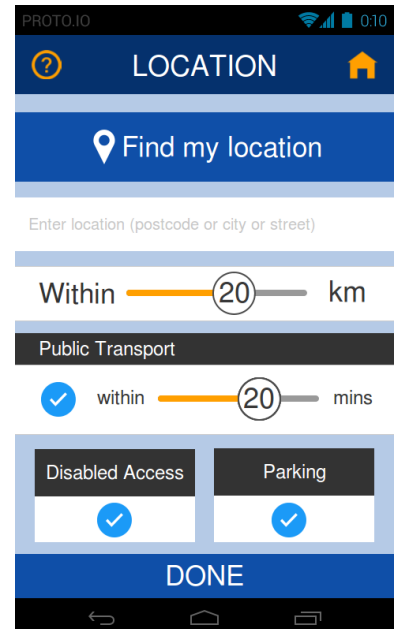 PROTO.IO 0:10
? LOCATION
Find my location
Enter location (postcode or city or street)
Within 20 km
Public Transport
within 20 mins
Disabled Access Parking
DONE